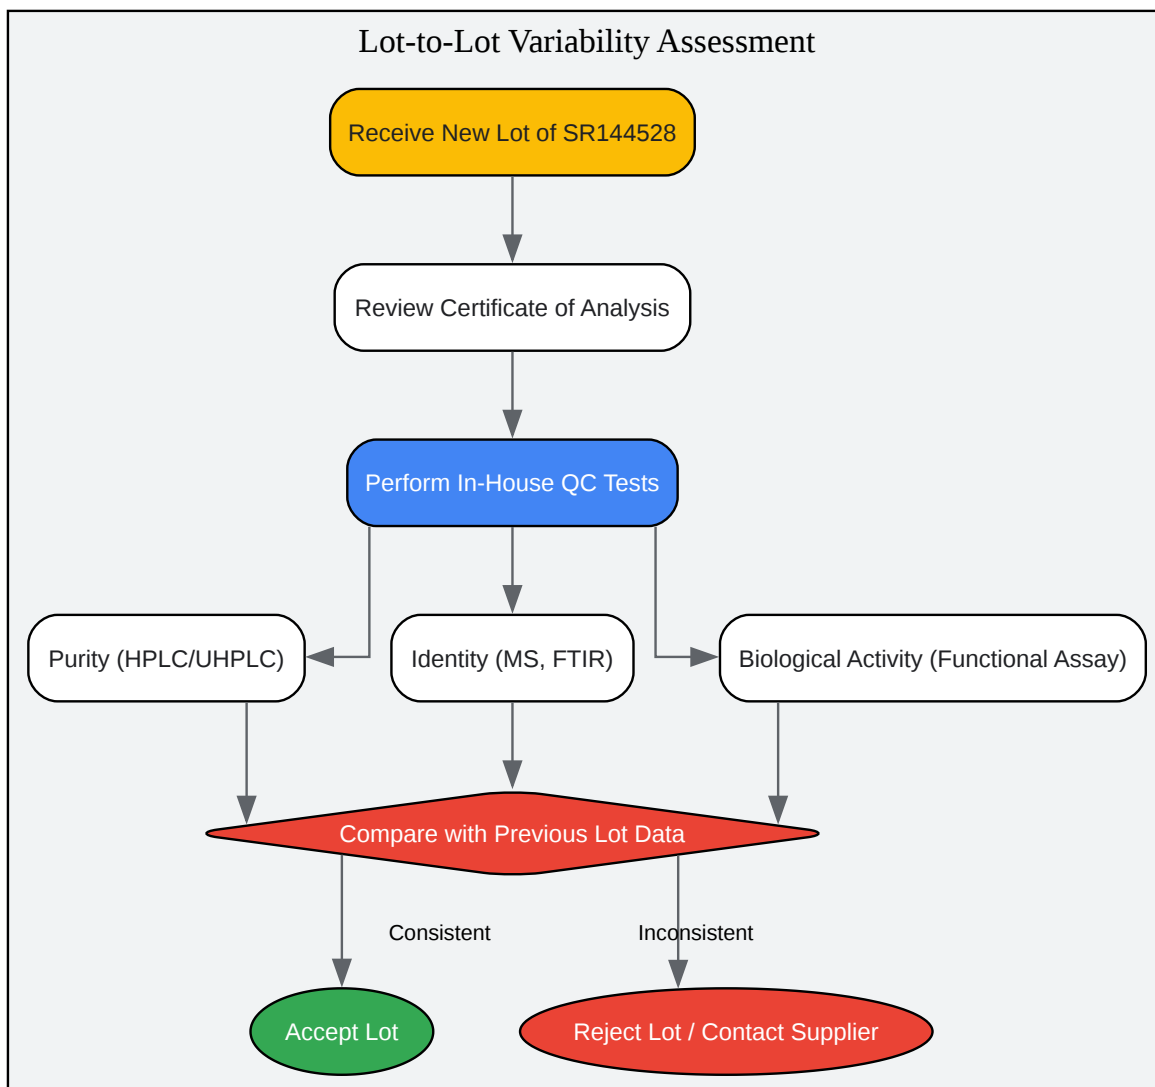 Lot-to-Lot Variability Assessment
Receive New Lot of SR144528
Review Certificate of Analysis
Perform In-House QC Tests
Purity (HPLC/UHPLC)
Identity (MS, FTIR)
Biological Activity (Functional Assay)
Compare with Previous Lot Data
Consistent
Inconsistent
Accept Lot
Reject Lot / Contact Supplier